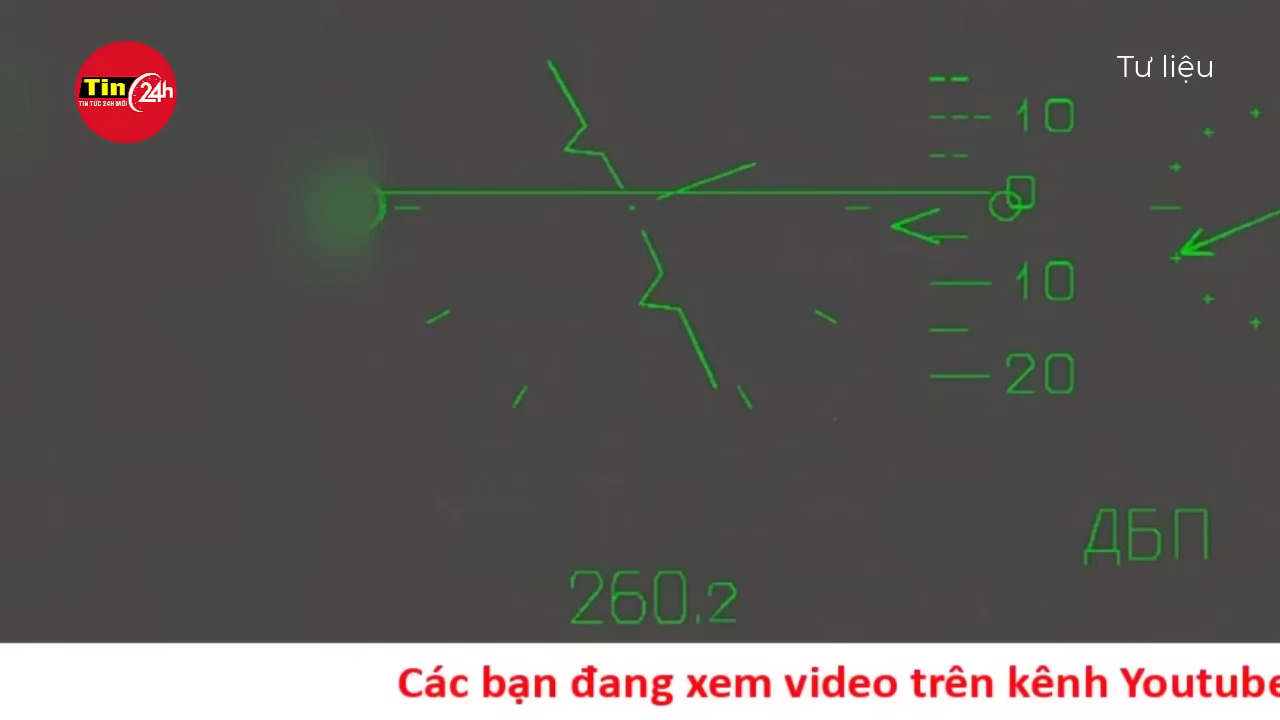 Tin 24h
TIN TỨC 24H MỚI
Tư liệu
10
10
20
ДБП
260.2
Các bạn đang xem video trên kênh Youtube